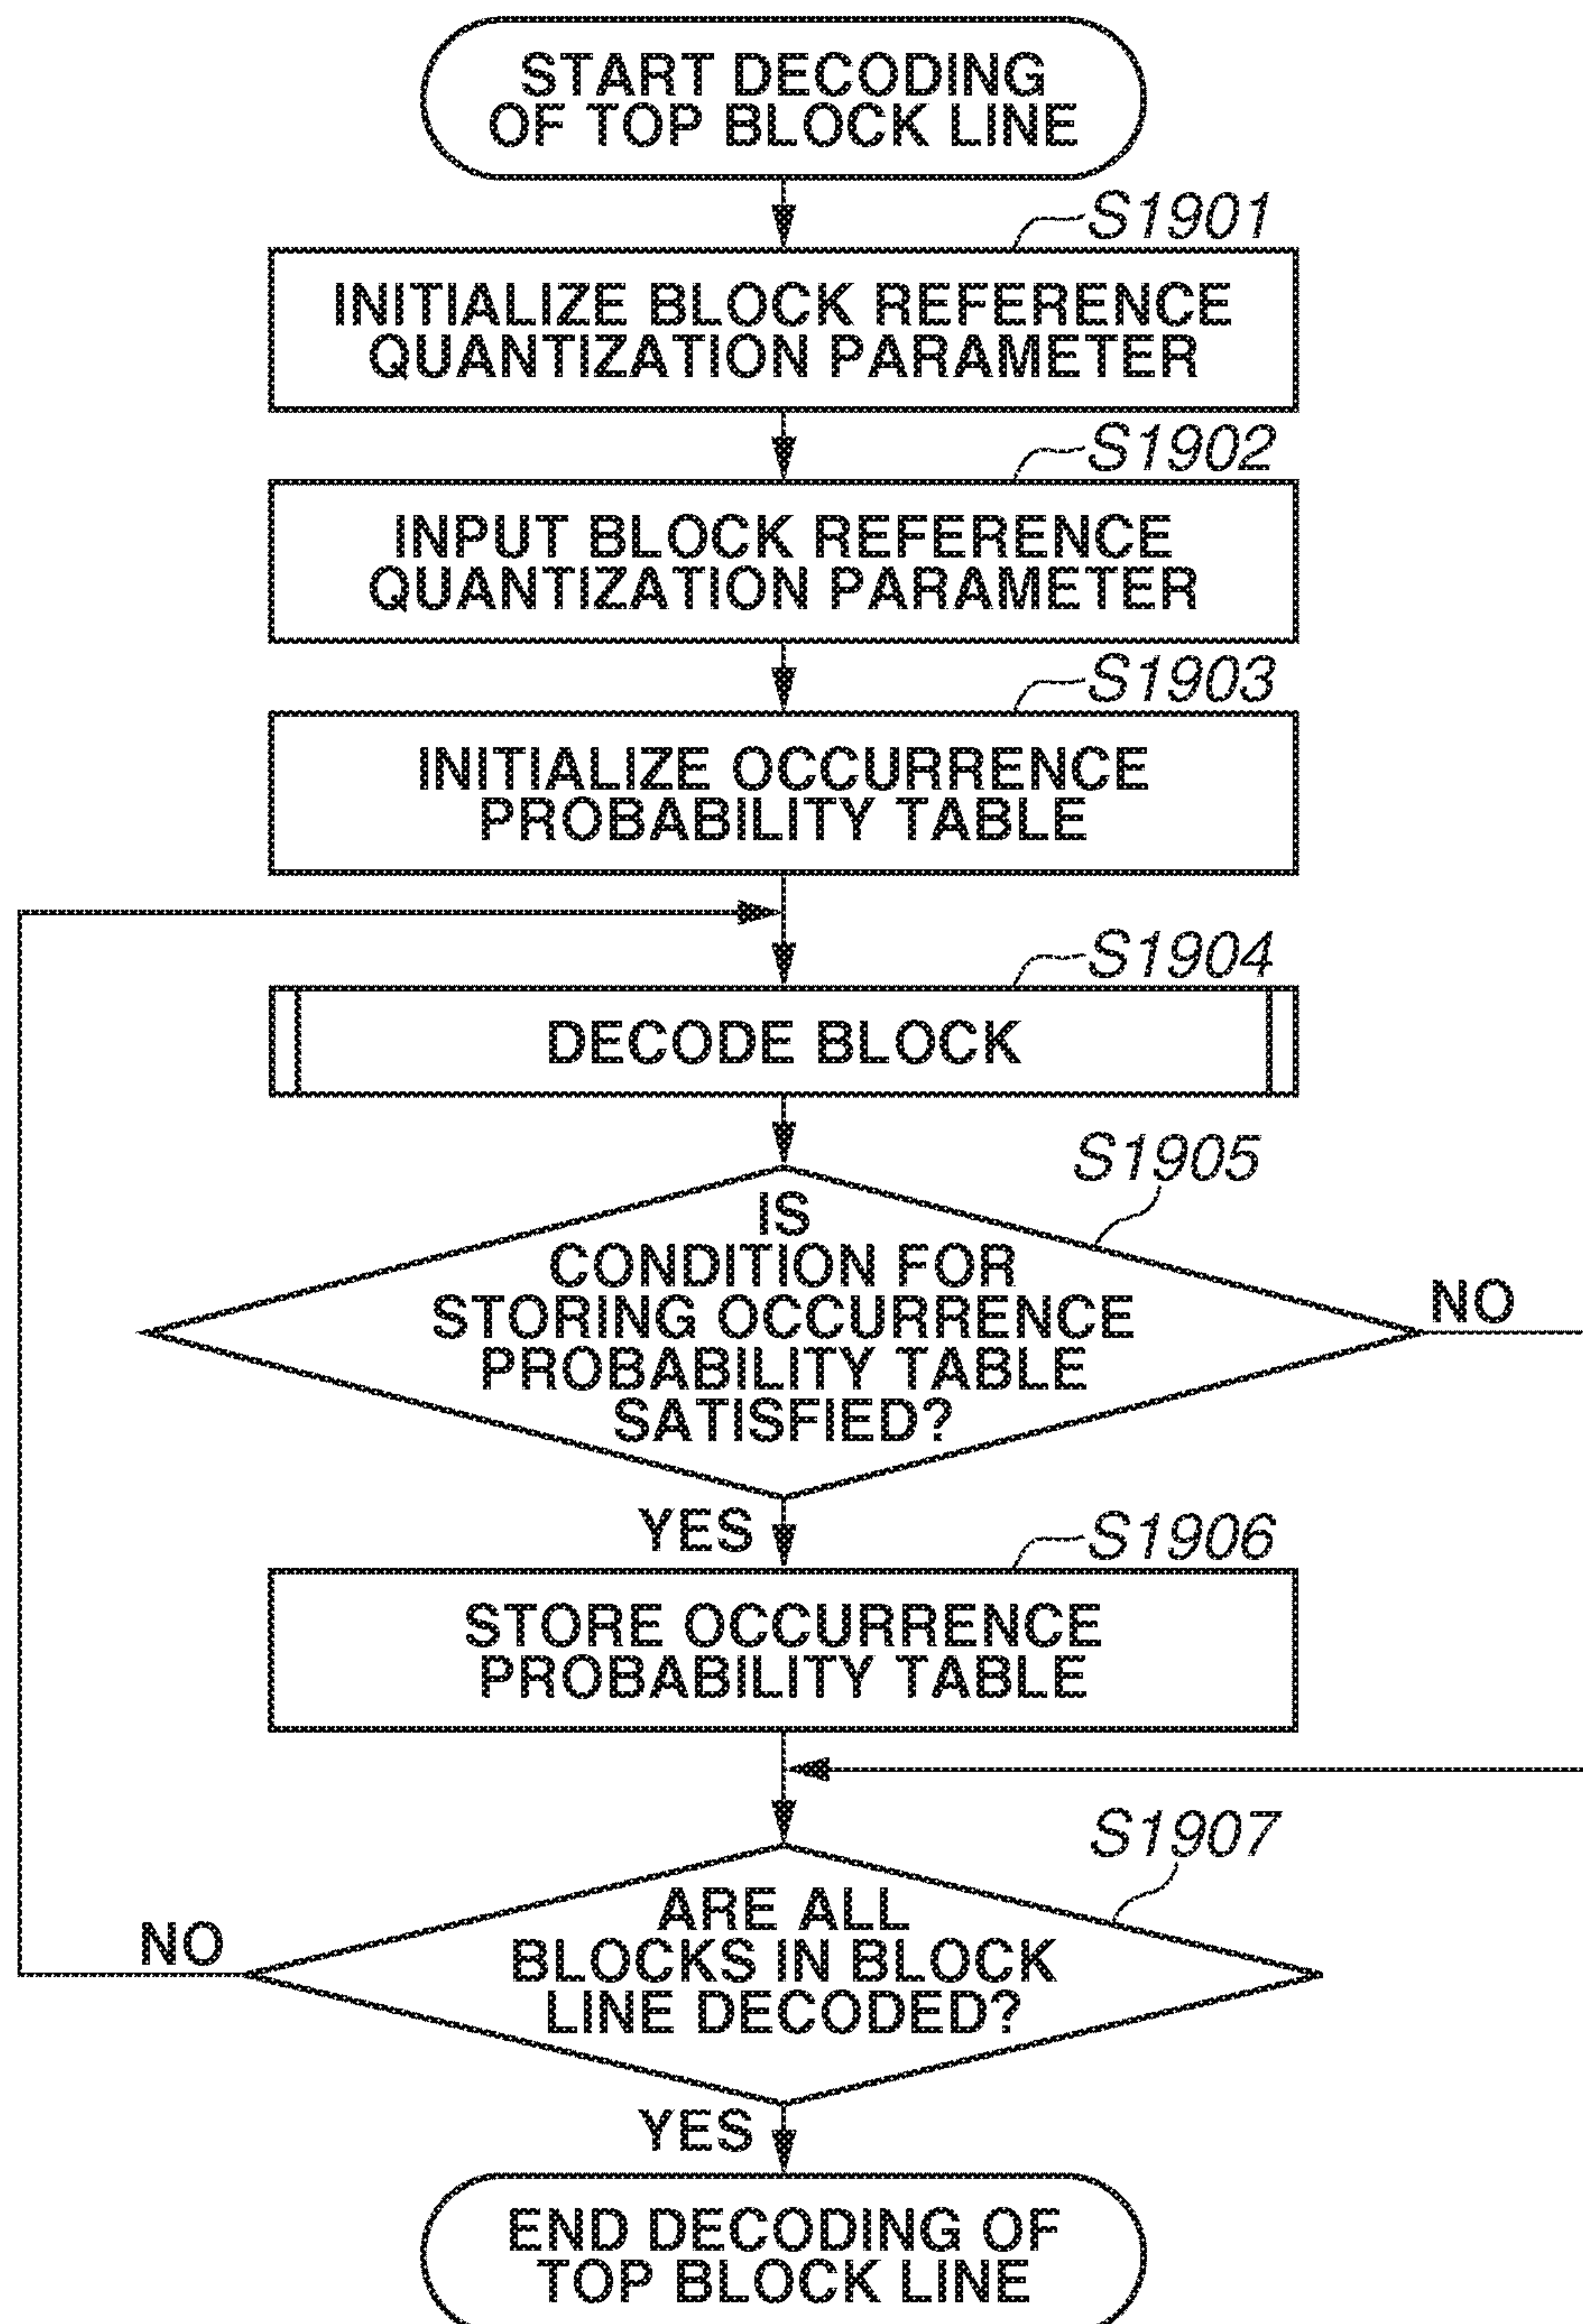 START DECODING
OF TOP BLOCK LINE
S1901
INITIALIZE BLOCK REFERENCE
QUANTIZATION PARAMETER
S1902
INPUT BLOCK REFERENCE
QUANTIZATION PARAMETER
S1903
INITIALIZE OCCURRENCE
PROBABILITY TABLE
S1904
DECODE BLOCK
S1905
IS
CONDITION FOR
STORING OCCURRENCE
PROBABILITY TABLE
SATISFIED?
NO
YES
S1906
STORE OCCURRENCE
PROBABILITY TABLE
S1907
ARE ALL
BLOCKS IN BLOCK
LINE DECODED?
NO
YES
END DECODING OF
TOP BLOCK LINE